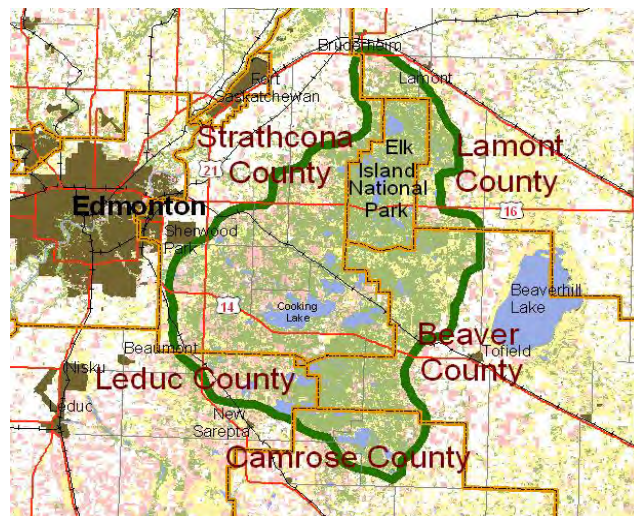 Bruderheim
Lamont
Fort
Saskatchewan
Strathcona
County
Elk
Island
National
Park
Lamont
County
21
Edmonton
16
Sherwood
Park
Beaverhill
Lake
14
Cooking
Lake
Beaver
County
Tofield
Beaumont
Nisku
Leduc County
Leduc
New
Sarepta
Camrose County